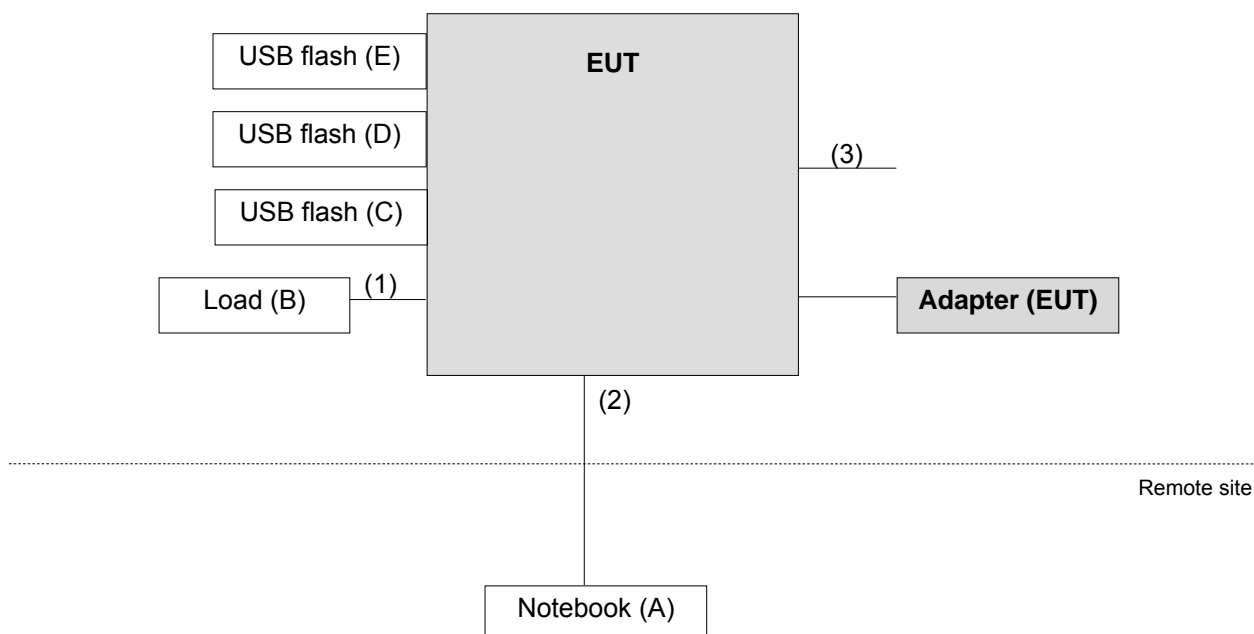 USB flash (E)
EUT
USB flash (D)
(3)
USB flash (C)
(1)
Load (B)
Adapter (EUT)
(2)
Remote site
Notebook (A)